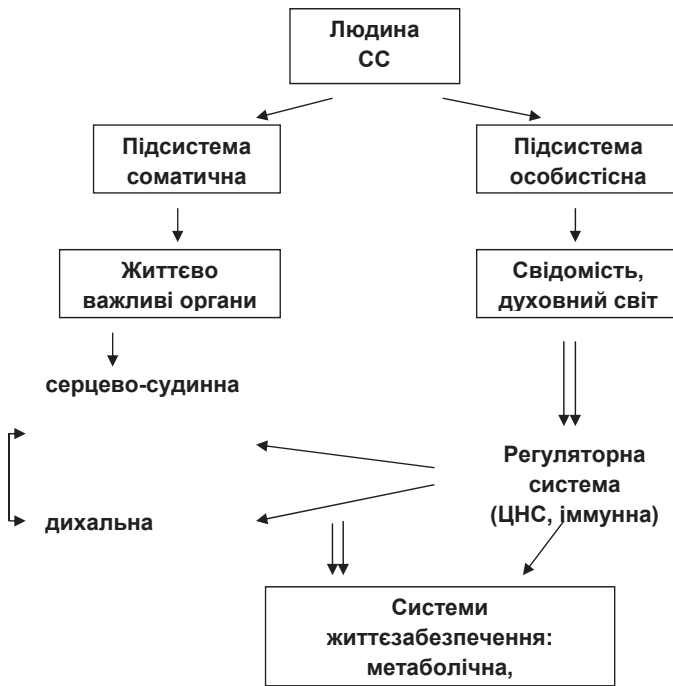 Людина
СС
Підсистема
соматична
Підсистема
особистісна
Життєво
важливі органи
Свідомість,
духовний світ
серцево-судинна
Регуляторна
система
(ЦНС, іммунна)
дихальна
Системи
життєзабезпечення:
метаболічна,